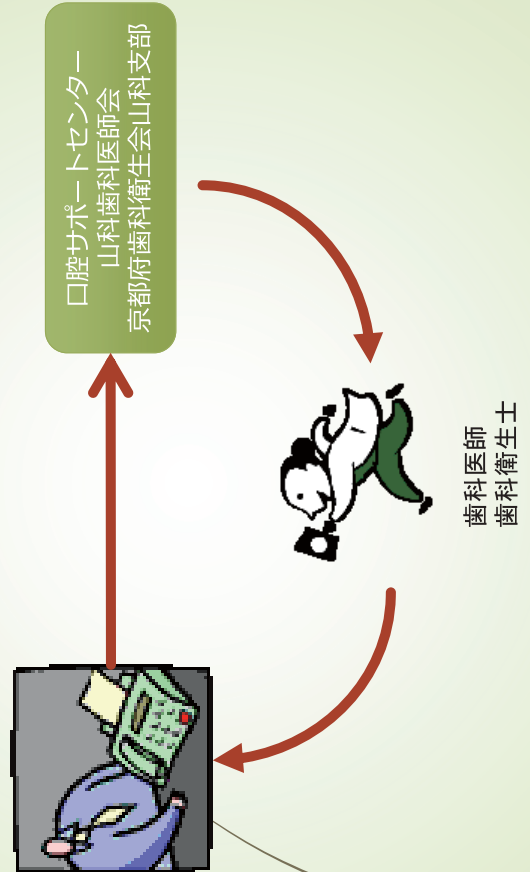 口腔サポートセンター
山科歯科医師会
京都府歯科衛生会山科支部
歯科医師
歯科衛生士